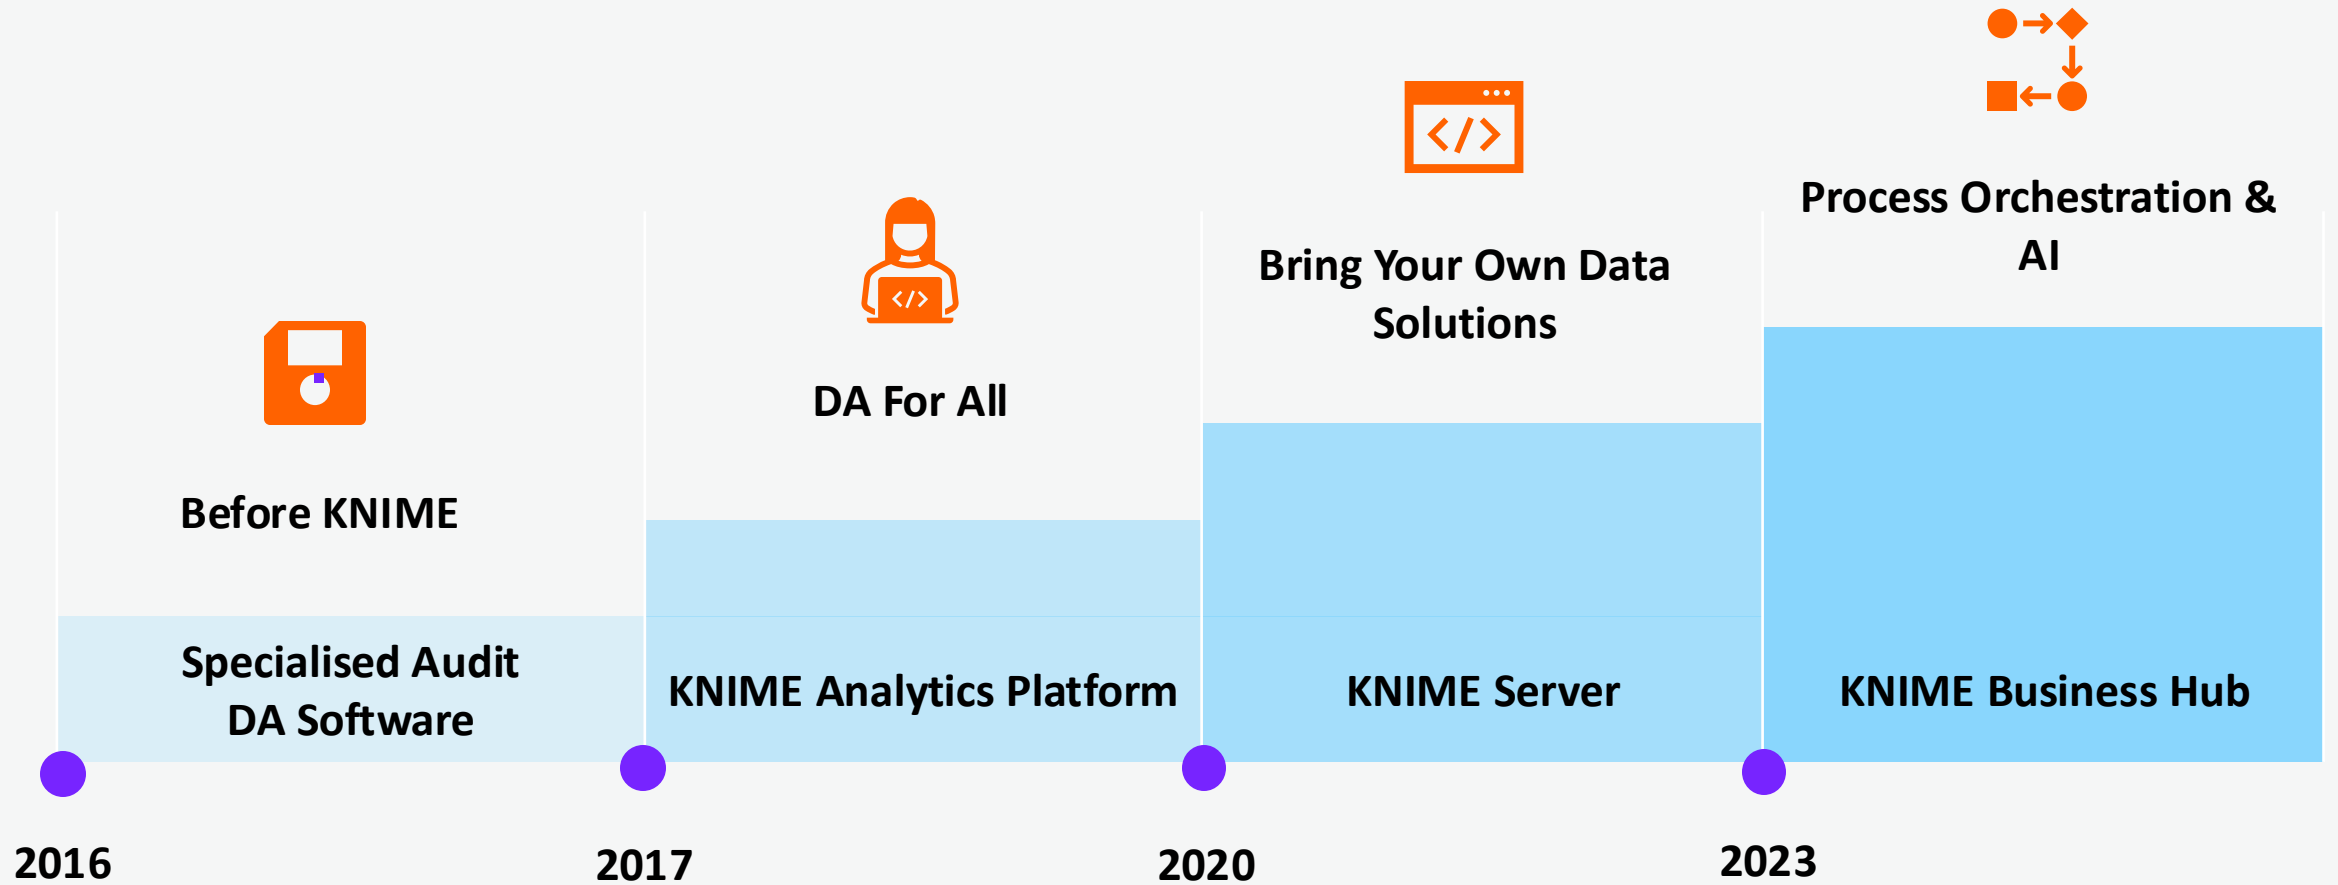 Before KNIME
Specialised Audit
DA Software
2016
DA For All
KNIME Analytics Platform
2017
Bring Your Own Data
Solutions
KNIME Server
2020
Process Orchestration &
AI
KNIME Business Hub
2023